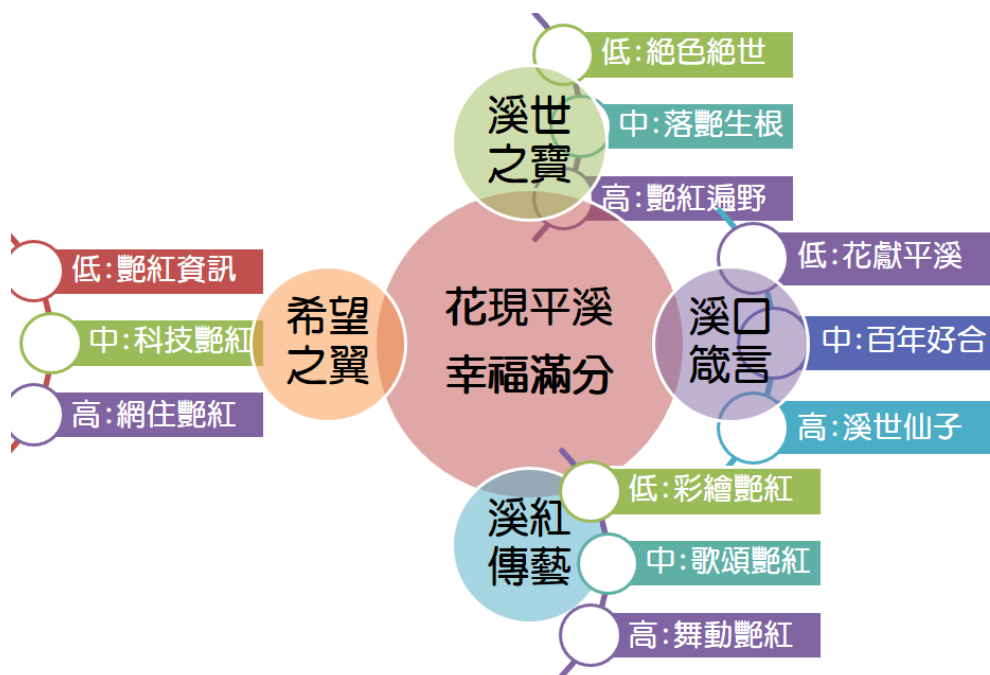 花現平溪
幸福滿分
溪世
之寶
低:絕色絕世
中:落艷生根
高:艷紅遍野
溪口
箴言
低:花獻平溪
中:百年好合
高:溪世仙子
溪紅
傳藝
低:彩繪艷紅
中:歌頌艷紅
高:舞動艷紅
希望
之翼
低:艷紅資訊
中:科技艷紅
高:網住艷紅